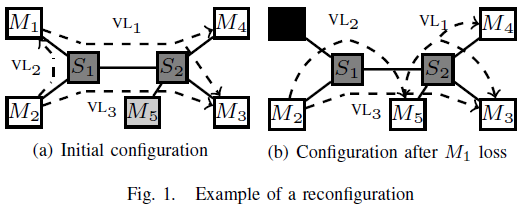 M1 VL1 M4 VL2 VL1 M4
VL2 S1 S2 S1 S2
M2 VL3 M5 M3 M2 VL3 M5 M3
(a) Initial configuration (b) Configuration after M1 loss
Fig. 1. Example of a reconfiguration